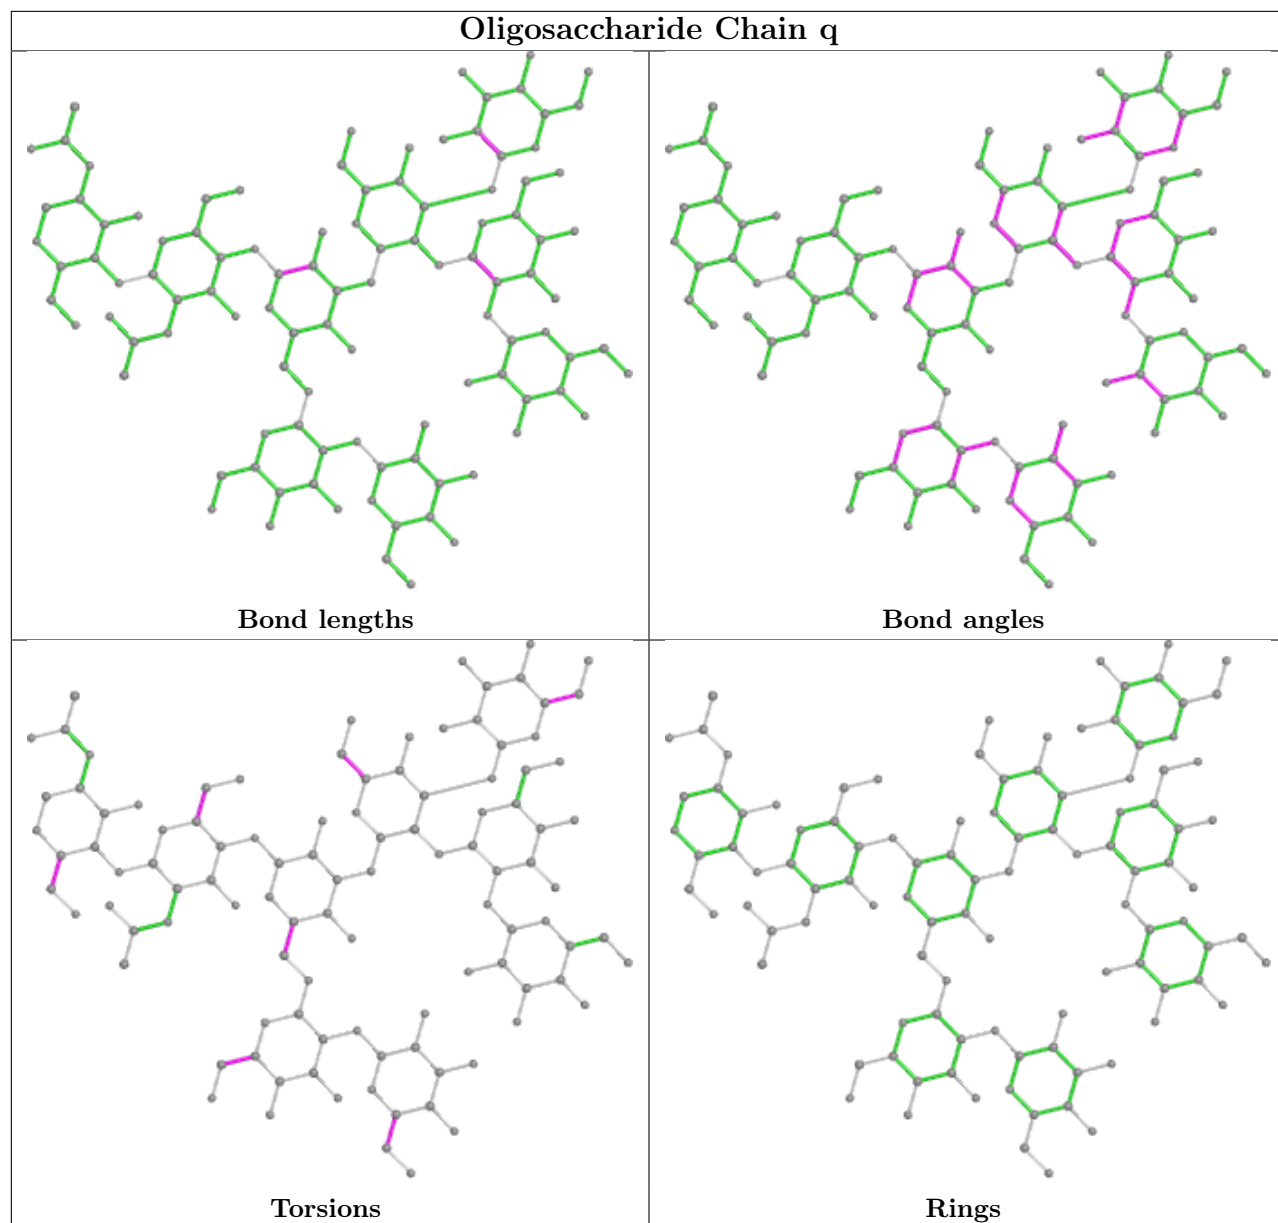 Oligosaccharide Chain q
Bond lengths
Bond angles
Torsions
Rings